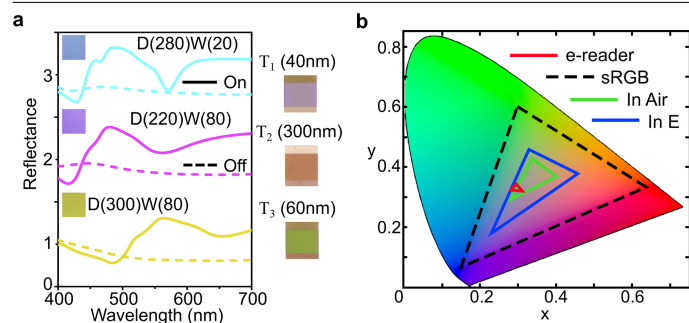 a
D(280)W(20)
3
On
D(220)W(80)
2
Off
D(300)W(80)
1
0
Reflectance
400
500
600
700
Wavelength (nm)
T₁ (40nm)
T₂ (300nm)
T₃ (60nm)
b
0.8
e-reader
sRGB
In Air
In E
0.6
y
0.4
0.2
0
0.2
0.4
0.6
x